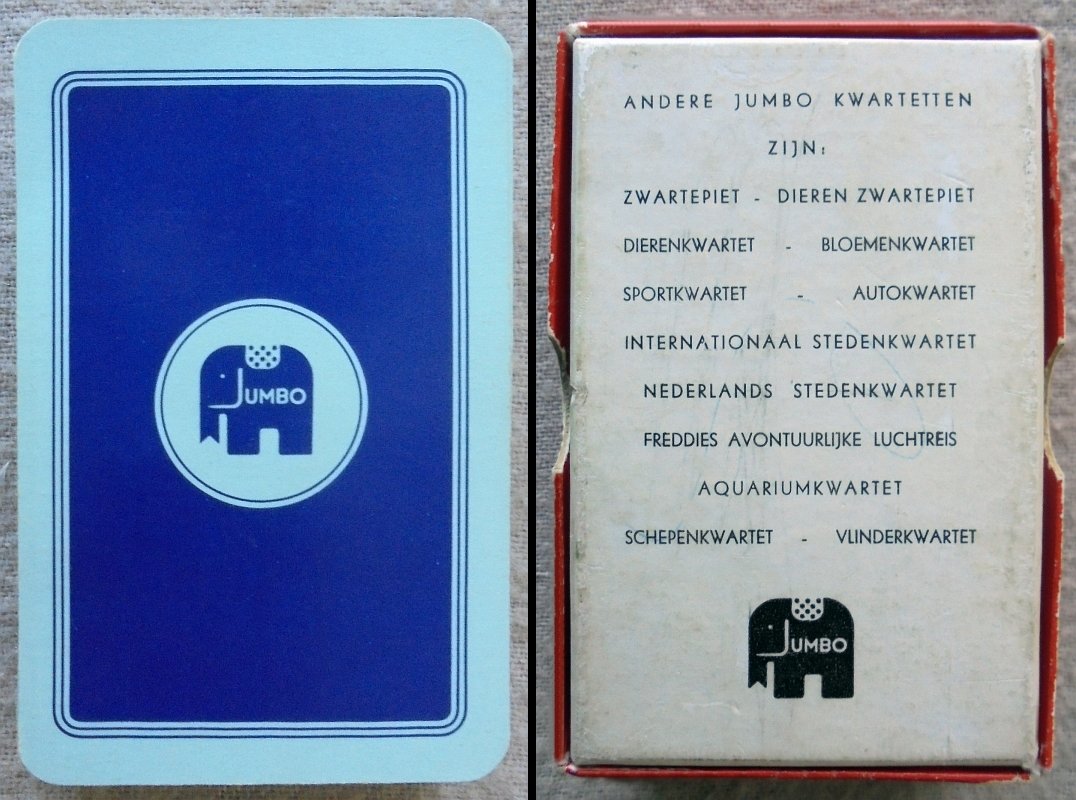 JUMBO
ANDERE JUMBO KWARTETTEN
ZIJN:
ZWARTEPIET - DIEREN ZWARTEPIET
DIERENKWARTET - BLOEMENKWARTET
SPORTKWARTET - AUTOKWARTET
INTERNATIONAAL STEDENKWARTET
NEDERLANDS STEDENKWARTET
FREDDIES AVONTUURLIJKE LUCHTREIS
AQUARIUMKWARTET
SCHEPENKWARTET - VLINDERKWARTET
JUMBO